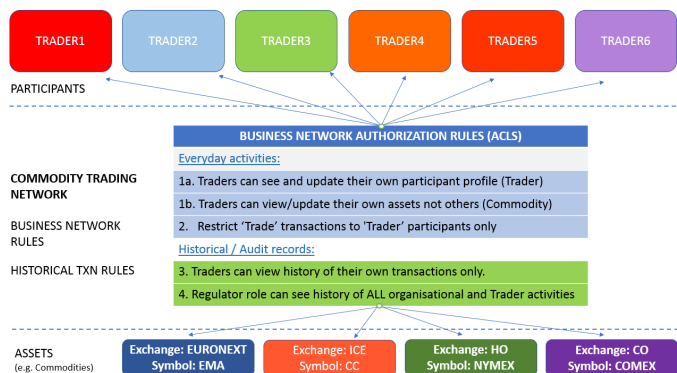 TRADER1 TRADER2 TRADER3 TRADER4 TRADER5 TRADER6
PARTICIPANTS
BUSINESS NETWORK AUTHORIZATION RULES (ACLS)
Everyday activities:
COMMODITY TRADING
NETWORK
1a. Traders can see and update their own participant profile (Trader)
1b. Traders can view/update their own assets not others (Commodity)
BUSINESS NETWORK
RULES
2. Restrict ‘Trade’ transactions to 'Trader’ participants only
Historical / Audit records:
HISTORICAL TXN RULES
3. Traders can view history of their own transactions only.
4. Regulator role can see history of ALL organisational and Trader activities
ASSETS
(e.g. Commodities)
Exchange: EURONEXT
Symbol: EMA
Exchange: ICE
Symbol: CC
Exchange: HO
Symbol: NYMEX
Exchange: CO
Symbol: COMEX